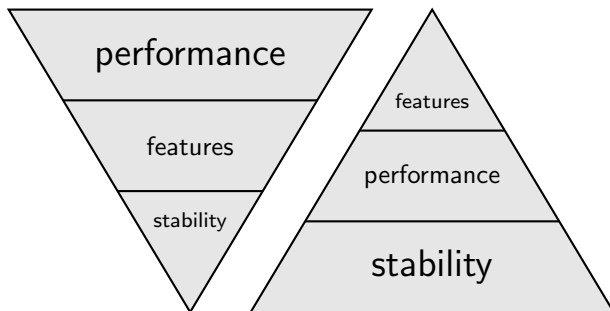 performance
features
stability
features
performance
stability